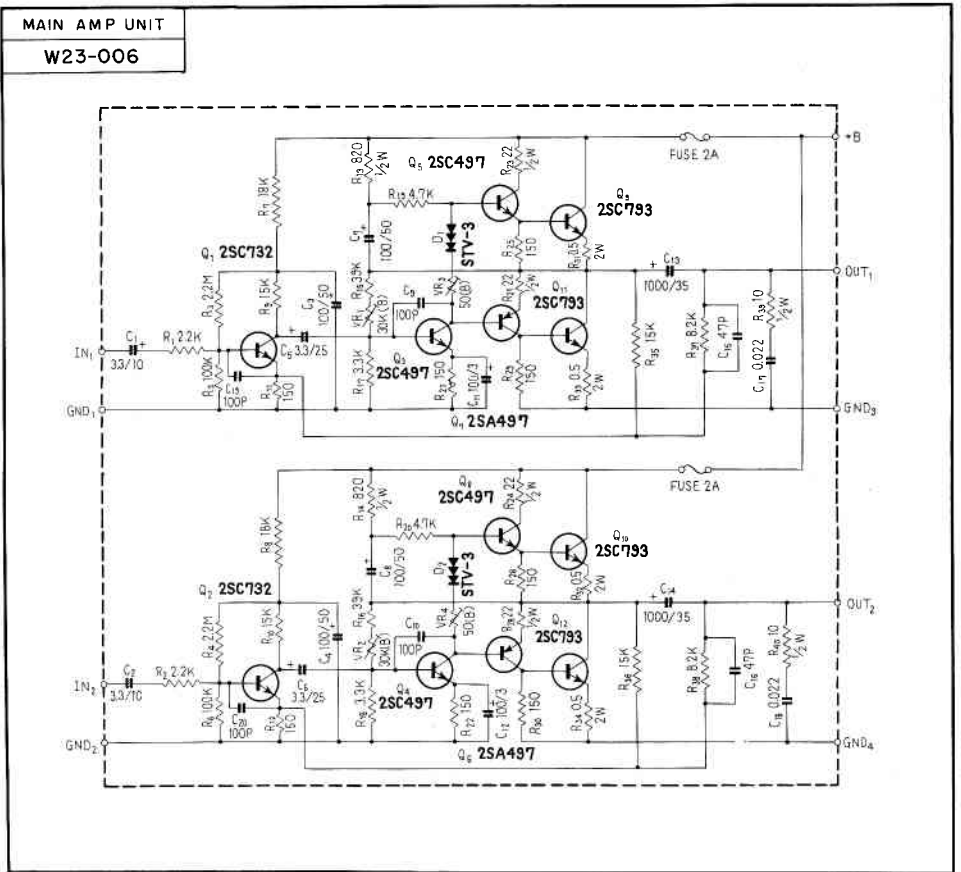 MAIN AMP UNIT
W23-006
+B
FUSE 2A
R13 820
1/2W
Q5 2SC497
R23 22
1/2W
R7 18K
R19 4.7K
Q9
2SC793
C7
100/50
D1
STV-3
R25
150
R31 0.5
2W
Q1 2SC732
R3 2.2M
R9 15K
C3
100/50
R15 39K
VR1
30K(B)
C9
100P
VR3
50(B)
R21 22
1/2W
Q11
2SC793
C13
1000/35
OUT1
IN1
C1
3.3/10
R1 2.2K
C5 3.3/25
Q3
2SC497
R35 15K
R37 8.2K
C15 47P
R39 10
1/2W
C17 0.022
R5 100K
C19
100P
R11
150
R17 3.3K
R27 150
C11 100/3
R29
150
R33 0.5
2W
GND1
GND3
Q7 2SA497
FUSE 2A
R14 820
1/2W
Q8
2SC497
R24 22
1/2W
R8 18K
R20 4.7K
Q10
2SC793
C8
100/50
D2
STV-3
R28
150
R32 0.5
2W
Q2 2SC732
R4 2.2M
R10 15K
C4 100/50
R16 39K
VR2
30K(B)
C10
100P
VR4
50(B)
R26 22
1/2W
Q12
2SC793
C14
1000/35
OUT2
IN2
C2
3.3/10
R2 2.2K
C6
3.3/25
Q4
2SC497
R36 15K
R38 8.2K
C16 47P
R40 10
1/2W
C18 0.022
R6 100K
C20
100P
R12
150
R18 3.3K
R22 150
C12 100/3
R30 150
R34 0.5
2W
GND2
GND4
Q6 2SA497